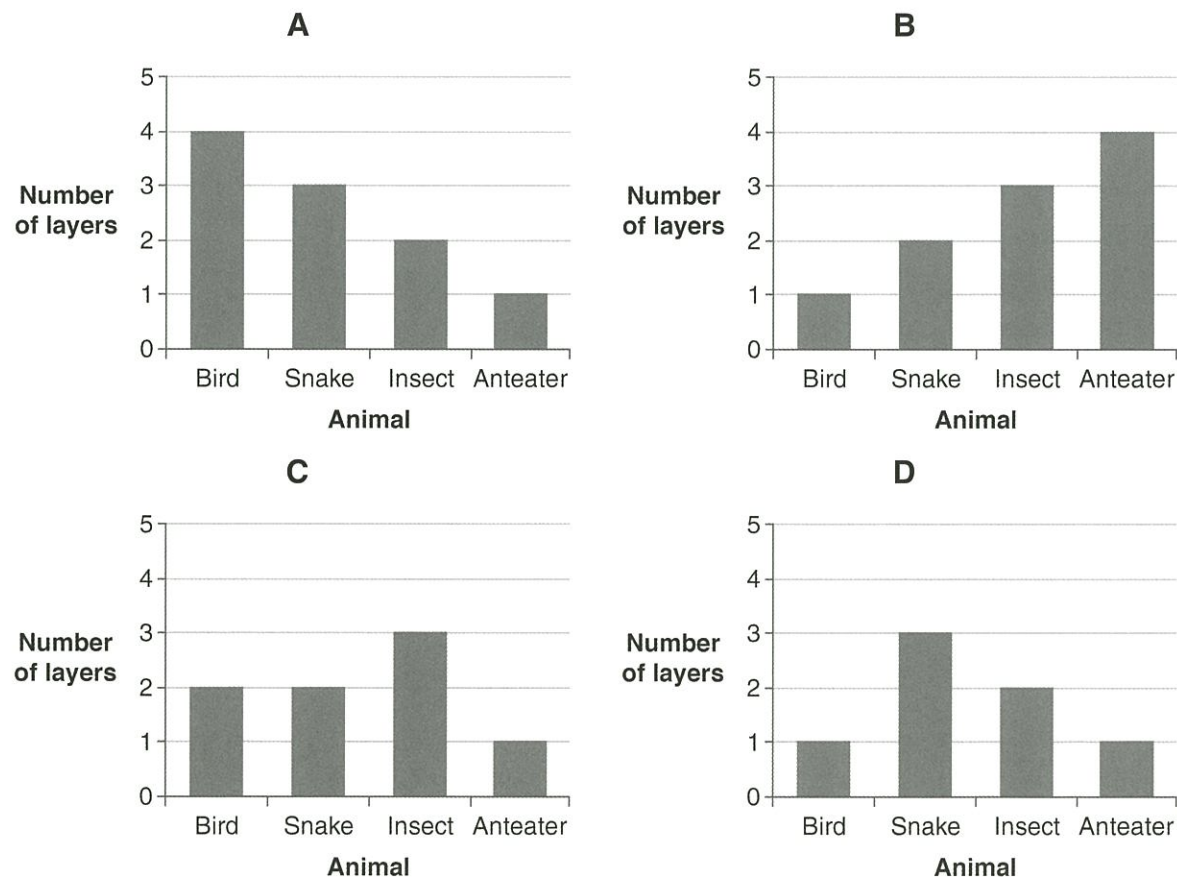 A
5
4
3
2
1
0
Number
of layers
Bird Snake Insect Anteater
Animal
B
5
4
3
2
1
0
Number
of layers
Bird Snake Insect Anteater
Animal
C
5
4
3
2
1
0
Number
of layers
Bird Snake Insect Anteater
Animal
D
5
4
3
2
1
0
Number
of layers
Bird Snake Insect Anteater
Animal